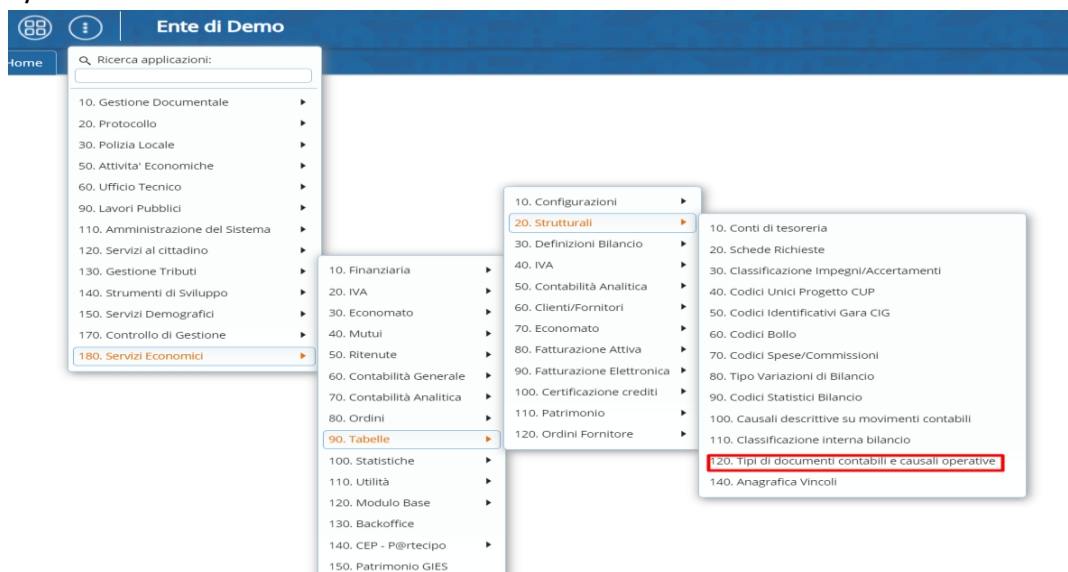 Ente di Demo
Home
Ricerca applicazioni:
10. Gestione Documentale
20. Protocollo
30. Polizia Locale
50. Attivita' Economiche
60. Ufficio Tecnico
90. Lavori Pubblici
110. Amministrazione del Sistema
120. Servizi al cittadino
130. Gestione Tributi
140. Strumenti di Sviluppo
150. Servizi Demografici
170. Controllo di Gestione
180. Servizi Economici
10. Finanziaria
20. IVA
30. Economato
40. Mutui
50. Ritenute
60. Contabilità Generale
70. Contabilità Analitica
80. Ordini
90. Tabelle
100. Statistiche
110. Utilità
120. Modulo Base
130. Backoffice
140. CEP - P@rtecipo
150. Patrimonio GIES
10. Configurazioni
20. Strutturali
30. Definizioni Bilancio
40. IVA
50. Contabilità Analitica
60. Clienti/Fornitori
70. Economato
80. Fatturazione Attiva
90. Fatturazione Elettronica
100. Certificazione crediti
110. Patrimonio
120. Ordini Fornitore
10. Conti di tesoreria
20. Schede Richieste
30. Classificazione Impegni/Accertamenti
40. Codici Unici Progetto CUP
50. Codici Identificativi Gara CIG
60. Codici Bollo
70. Codici Spese/Commissioni
80. Tipo Variazioni di Bilancio
90. Codici Statistici Bilancio
100. Causali descrittive su movimenti contabili
110. Classificazione interna bilancio
120. Tipi di documenti contabili e causali operative
140. Anagrafica Vincoli